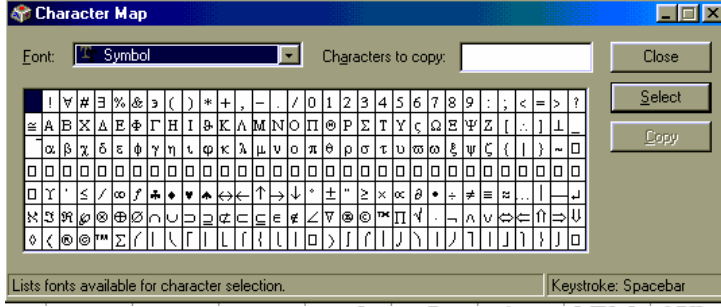 Character Map
Font: Symbol Characters to copy: Close
! ∀ # ∃ % & ∍ ( ) * + , − . / 0 1 2 3 4 5 6 7 8 9 : ; < = > ?
Select
≅ Α Β Χ Δ Ε Φ Γ Η Ι ϑ Κ Λ Μ Ν Ο Π Θ Ρ Σ Τ Υ ς Ω Ξ Ψ Ζ [ ∴ ] ⊥ _
Copy
α β χ δ ε φ γ η ι ϕ κ λ μ ν ο π θ ρ σ τ υ ϖ ω ξ ψ ζ { | } ~
ϒ ′ ≤ / ∞ ƒ ♣ ♦ ♥ ♠ ↔ ← ↑ → ↓ ° ± ″ ≥ × ∝ ∂ • ÷ ≠ ≡ ≈ … | — ↵
ℵ ℑ ℜ ℘ ⊗ ⊕ ∅ ∩ ∪ ⊃ ⊇ ⊄ ⊂ ⊆ ∈ ∉ ∠ ∇ ® © ™ ∏ √ ⋅ ¬ ∧ ∨ ⇔ ⇐ ⇑ ⇒ ⇓
◊ 〈 ® © ™ ∑
Lists fonts available for character selection. Keystroke: Spacebar